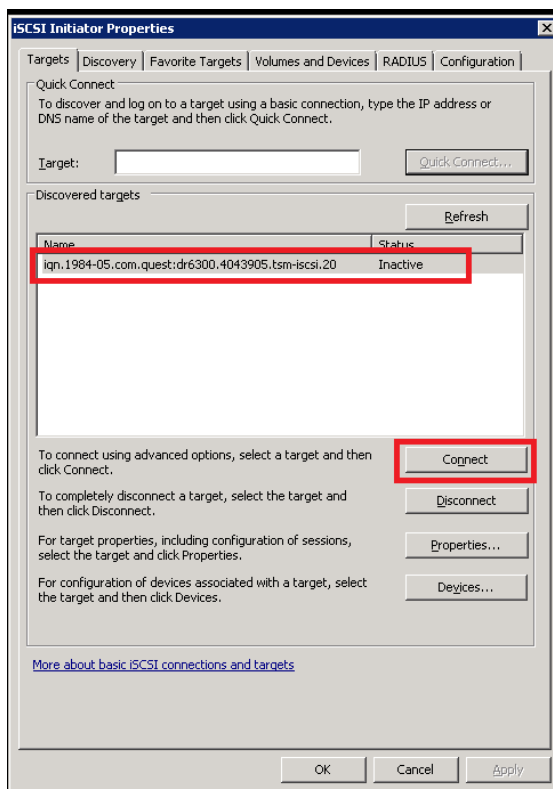 iSCSI Initiator Properties
Targets Discovery Favorite Targets Volumes and Devices RADIUS Configuration
Quick Connect
To discover and log on to a target using a basic connection, type the IP address or
DNS name of the target and then click Quick Connect.
Target:
Quick Connect...
Discovered targets
Refresh
Name Status
iqn.1984-05.com.quest:dr6300.4043905.tsm-iscsi.20 Inactive
To connect using advanced options, select a target and then
click Connect.
Connect
To completely disconnect a target, select the target and
then click Disconnect.
Disconnect
For target properties, including configuration of sessions,
select the target and click Properties.
Properties...
For configuration of devices associated with a target, select
the target and then click Devices.
Devices...
More about basic iSCSI connections and targets
OK Cancel Apply